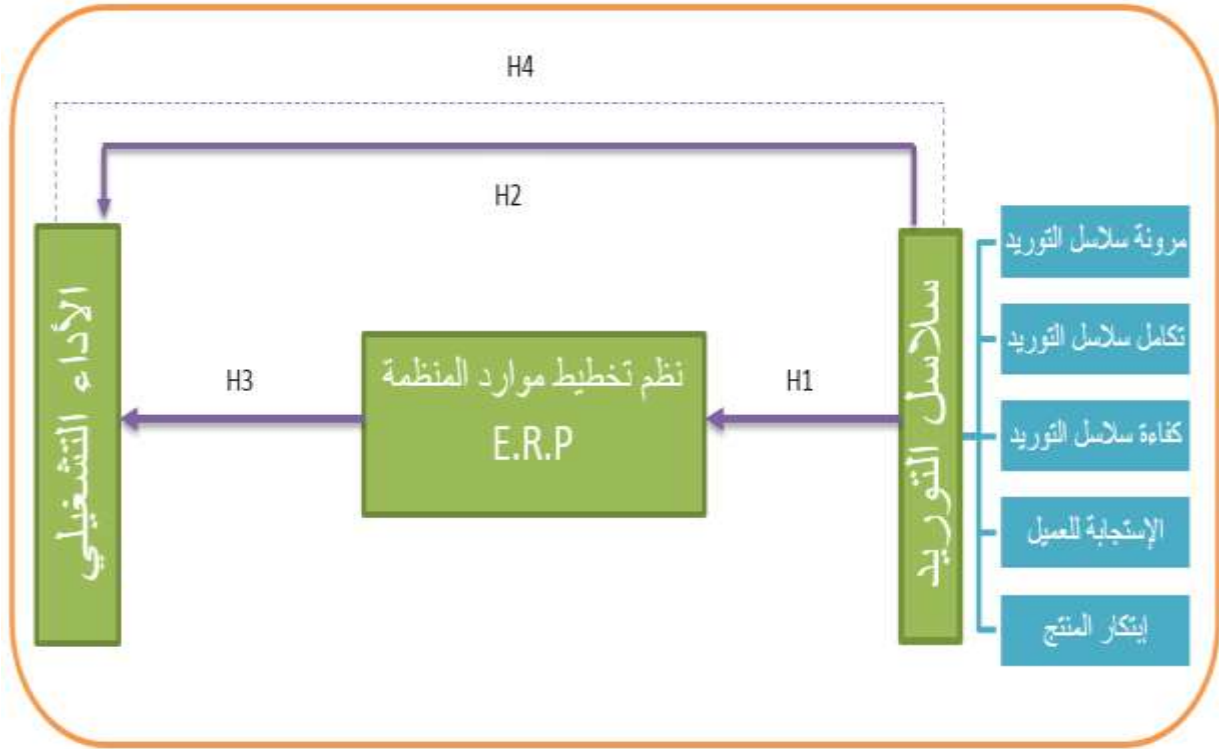 H4
H2
مرونة سلاسل التوريد
تكامل سلاسل التوريد
كفاءة سلاسل التوريد
الإستجابة للعميل
إبتكار المنتج
سلاسل التوريد
H1
نظم تخطيط موارد المنظمة
E.R.P
H3
الأداء التشغيلي